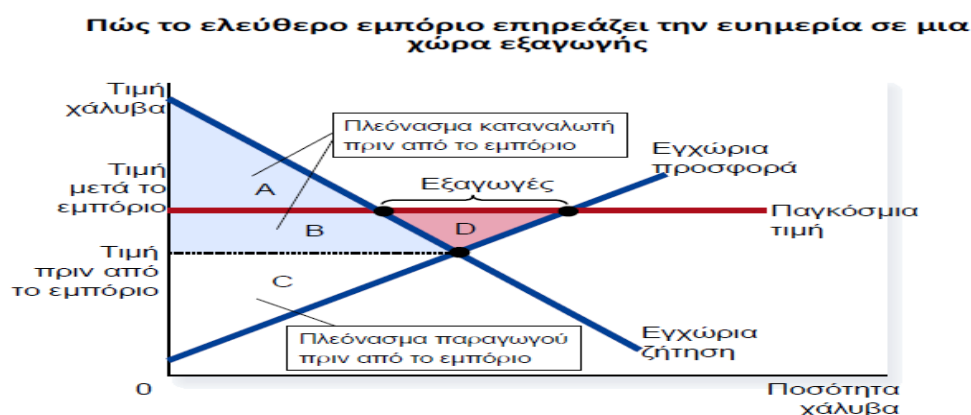 Πώς το ελεύθερο εμπόριο επηρεάζει την ευημερία σε μια
χώρα εξαγωγής
Τιμή
χάλυβα
Πλεόνασμα καταναλωτή
πριν από το εμπόριο
Εγχώρια
προσφορά
Τιμή
μετά το
εμπόριο
A
Εξαγωγές
B
D
Παγκόσμια
τιμή
Τιμή
πριν από
το εμπόριο
C
Πλεόνασμα παραγωγού
πριν από το εμπόριο
Εγχώρια
ζήτηση
0
Ποσότητα
χάλυβα